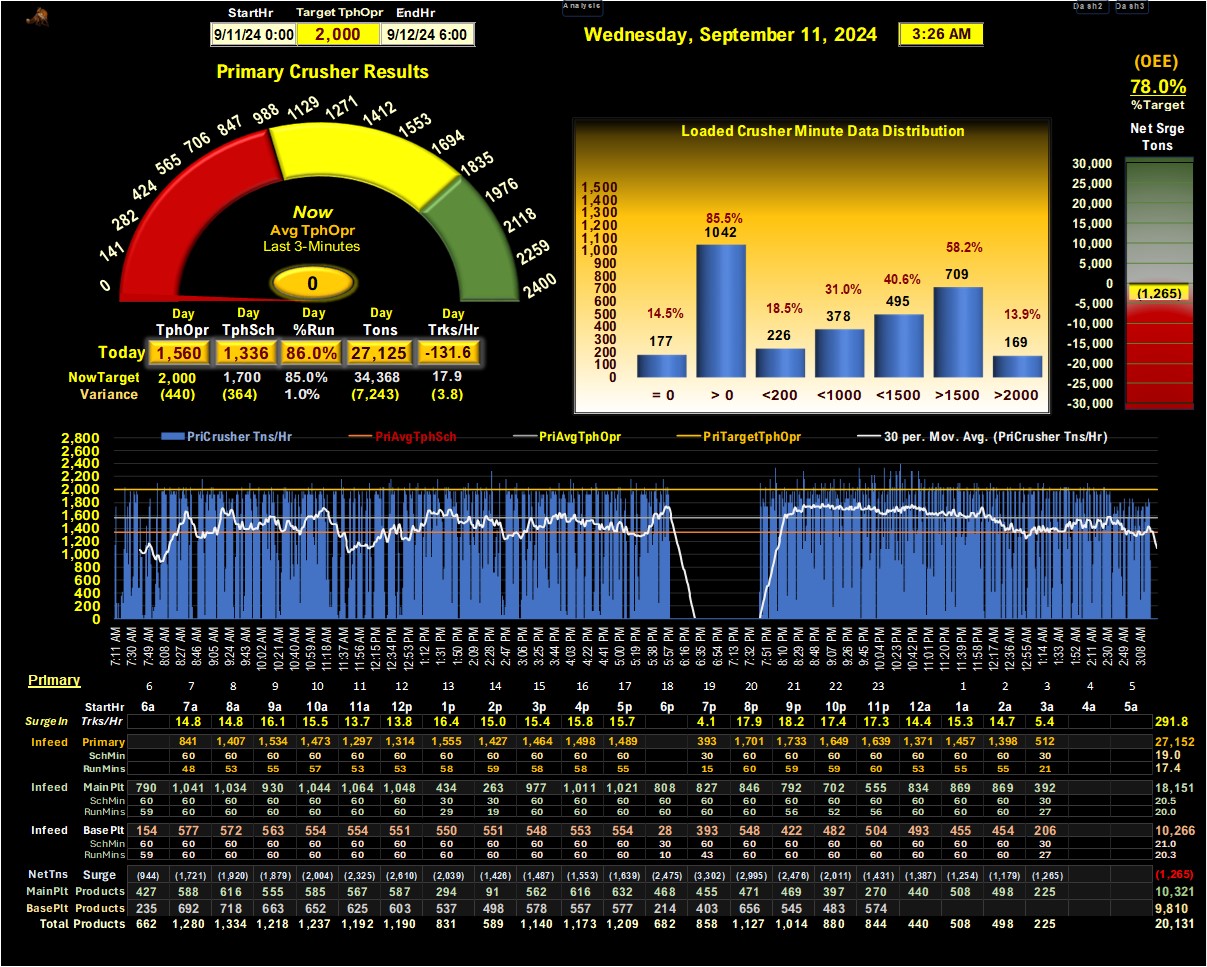 Analysis
Dash2 Dash3
StartHr Target TphOpr EndHr
9/11/24 0:00 2,000 9/12/24 6:00
Wednesday, September 11, 2024 3:26 AM
(OEE)
78.0%
%Target
Primary Crusher Results
0 141 282 424 565 706 847 988 1129 1271 1412 1553 1694 1835 1976 2118 2259 2400
Now
Avg TphOpr
Last 3-Minutes
0
Day Day Day Day Day
TphOpr TphSch %Run Tons Trks/Hr
Today 1,560 1,336 86.0% 27,125 -131.6
NowTarget 2,000 1,700 85.0% 34,368 17.9
Variance (440) (364) 1.0% (7,243) (3.8)
Loaded Crusher Minute Data Distribution
1,500
1,400
1,300
1,200
1,100
1,000
900
800
700
600
500
400
300
200
100
0
14.5% 85.5% 18.5% 31.0% 40.6% 58.2% 13.9%
177 1042 226 378 495 709 169
= 0 > 0 <200 <1000 <1500 >1500 >2000
Net Srge
Tons
30,000
25,000
20,000
15,000
10,000
5,000
0
(1,265)
-5,000
-10,000
-15,000
-20,000
-25,000
-30,000
PriCrusher Tns/Hr PriAvgTphSch PriAvgTphOpr PriTargetTphOpr 30 per. Mov. Avg. (PriCrusher Tns/Hr)
2,800
2,600
2,400
2,200
2,000
1,800
1,600
1,400
1,200
1,000
800
600
400
200
0
7:11 AM 7:30 AM 7:49 AM 8:08 AM 8:27 AM 8:46 AM 9:05 AM 9:24 AM 9:43 AM 10:02 AM 10:21 AM 10:40 AM 10:59 AM 11:18 AM 11:37 AM 11:56 AM 12:15 PM 12:34 PM 12:53 PM 1:12 PM 1:31 PM 1:50 PM 2:09 PM 2:28 PM 2:47 PM 3:06 PM 3:25 PM 3:44 PM 4:03 PM 4:22 PM 4:41 PM 5:00 PM 5:19 PM 5:38 PM 5:57 PM 6:16 PM 6:35 PM 6:54 PM 7:13 PM 7:32 PM 7:51 PM 8:10 PM 8:29 PM 8:48 PM 9:07 PM 9:26 PM 9:45 PM 10:04 PM 10:23 PM 10:42 PM 11:01 PM 11:20 PM 11:39 PM 11:58 PM 12:17 AM 12:36 AM 12:55 AM 1:14 AM 1:33 AM 1:52 AM 2:11 AM 2:30 AM 2:49 AM 3:08 AM
Primary
6 7 8 9 10 11 12 13 14 15 16 17 18 19 20 21 22 23 1 2 3 4 5
StartHr 6a 7a 8a 9a 10a 11a 12p 1p 2p 3p 4p 5p 6p 7p 8p 9p 10p 11p 12a 1a 2a 3a 4a 5a
SurgeIn Trks/Hr 14.8 14.8 16.1 15.5 13.7 13.8 16.4 15.0 15.4 15.8 15.7 4.1 17.9 18.2 17.4 17.3 14.4 15.3 14.7 5.4 291.8
Infeed Primary 841 1,407 1,534 1,473 1,297 1,314 1,555 1,427 1,464 1,498 1,489 393 1,701 1,733 1,649 1,639 1,371 1,457 1,398 512 27,152
SchMin 60 60 60 60 60 60 60 60 60 60 60 30 60 60 60 60 60 60 60 30 19.0
RunMins 48 53 55 57 53 53 58 59 58 58 55 15 60 59 59 60 53 55 55 21 17.4
Infeed MainPlt 790 1,041 1,034 930 1,044 1,064 1,048 434 263 977 1,011 1,021 808 827 846 792 702 555 834 869 869 392 18,151
SchMin 60 60 60 60 60 60 60 30 30 60 60 60 60 60 60 60 60 60 60 60 60 30 20.5
RunMins 59 60 60 60 60 60 60 29 19 60 60 60 60 60 60 56 52 56 60 60 60 27 20.0
Infeed BasePlt 154 577 572 563 554 554 551 550 551 548 553 554 28 393 548 422 482 504 493 455 454 206 10,266
SchMin 60 60 60 60 60 60 60 60 60 60 60 60 30 60 60 60 60 60 60 60 60 30 21.0
RunMins 59 60 60 60 60 60 60 60 60 60 60 60 10 43 60 60 60 60 60 60 60 27 20.3
NetTns Surge (944) (1,721) (1,920) (1,879) (2,004) (2,325) (2,610) (2,039) (1,426) (1,487) (1,553) (1,639) (2,475) (3,302) (2,995) (2,476) (2,011) (1,431) (1,387) (1,254) (1,179) (1,265) (1,265)
MainPlt Products 427 588 616 555 585 567 587 294 91 562 616 632 468 455 471 469 397 270 440 508 498 225 10,321
BasePlt Products 235 692 718 663 652 625 603 537 498 578 557 577 214 403 656 545 483 574 9,810
Total Products 662 1,280 1,334 1,218 1,237 1,192 1,190 831 589 1,140 1,173 1,209 682 858 1,127 1,014 880 844 440 508 498 225 20,131